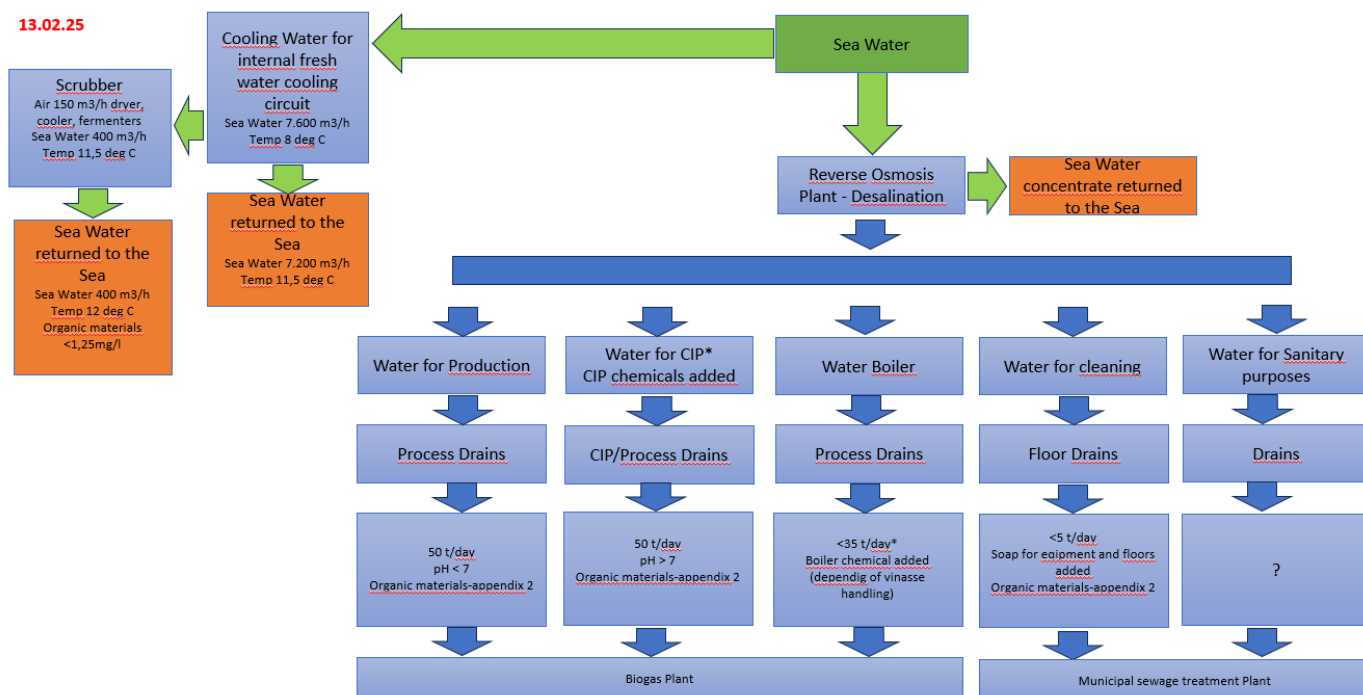 13.02.25
Cooling Water for
internal fresh
water cooling
circuit
Sea Water 7.600 m3/h
Temp 8 deg C
Sea Water
Scrubber
Air 150 m3/h dryer,
cooler, fermenters
Sea Water 400 m3/h
Temp 11,5 deg C
Reverse Osmosis
Plant - Desalination
Sea Water
concentrate returned
to the Sea
Sea Water
returned to the
Sea
Sea Water 7.200 m3/h
Temp 11,5 deg C
Sea Water
returned to the
Sea
Sea Water 400 m3/h
Temp 12 deg C
Organic materials
<1,25mg/l
Water for Production
Water for CIP*
CIP chemicals added
Water Boiler
Water for cleaning
Water for Sanitary
purposes
Process Drains
CIP/Process Drains
Process Drains
Floor Drains
Drains
50 t/day
pH < 7
Organic materials-appendix 2
50 t/day
pH > 7
Organic materials-appendix 2
<35 t/day*
Boiler chemical added
(dependig of vinasse
handling)
<5 t/day
Soap for eqipment and floors
added
Organic materials-appendix 2
?
Biogas Plant
Municipal sewage treatment Plant